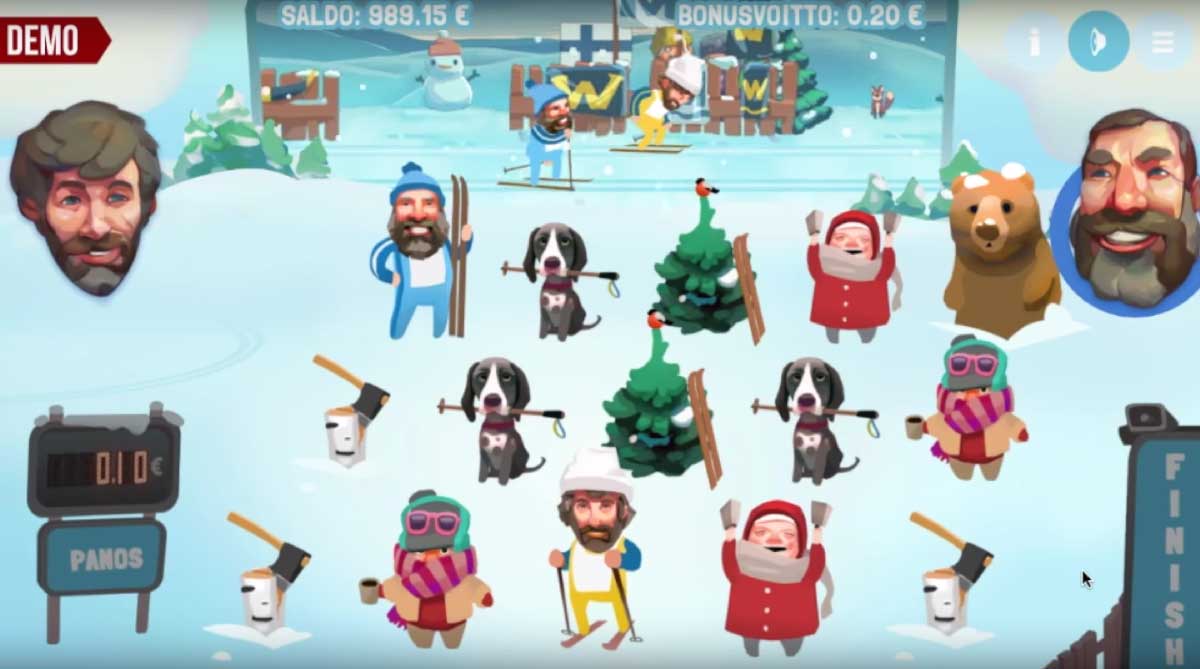 SALDO: 989.15 €
BONUSVOITTO: 0.20 €
DEMO
W
W
W
0.10 €
PANOS
FINISH